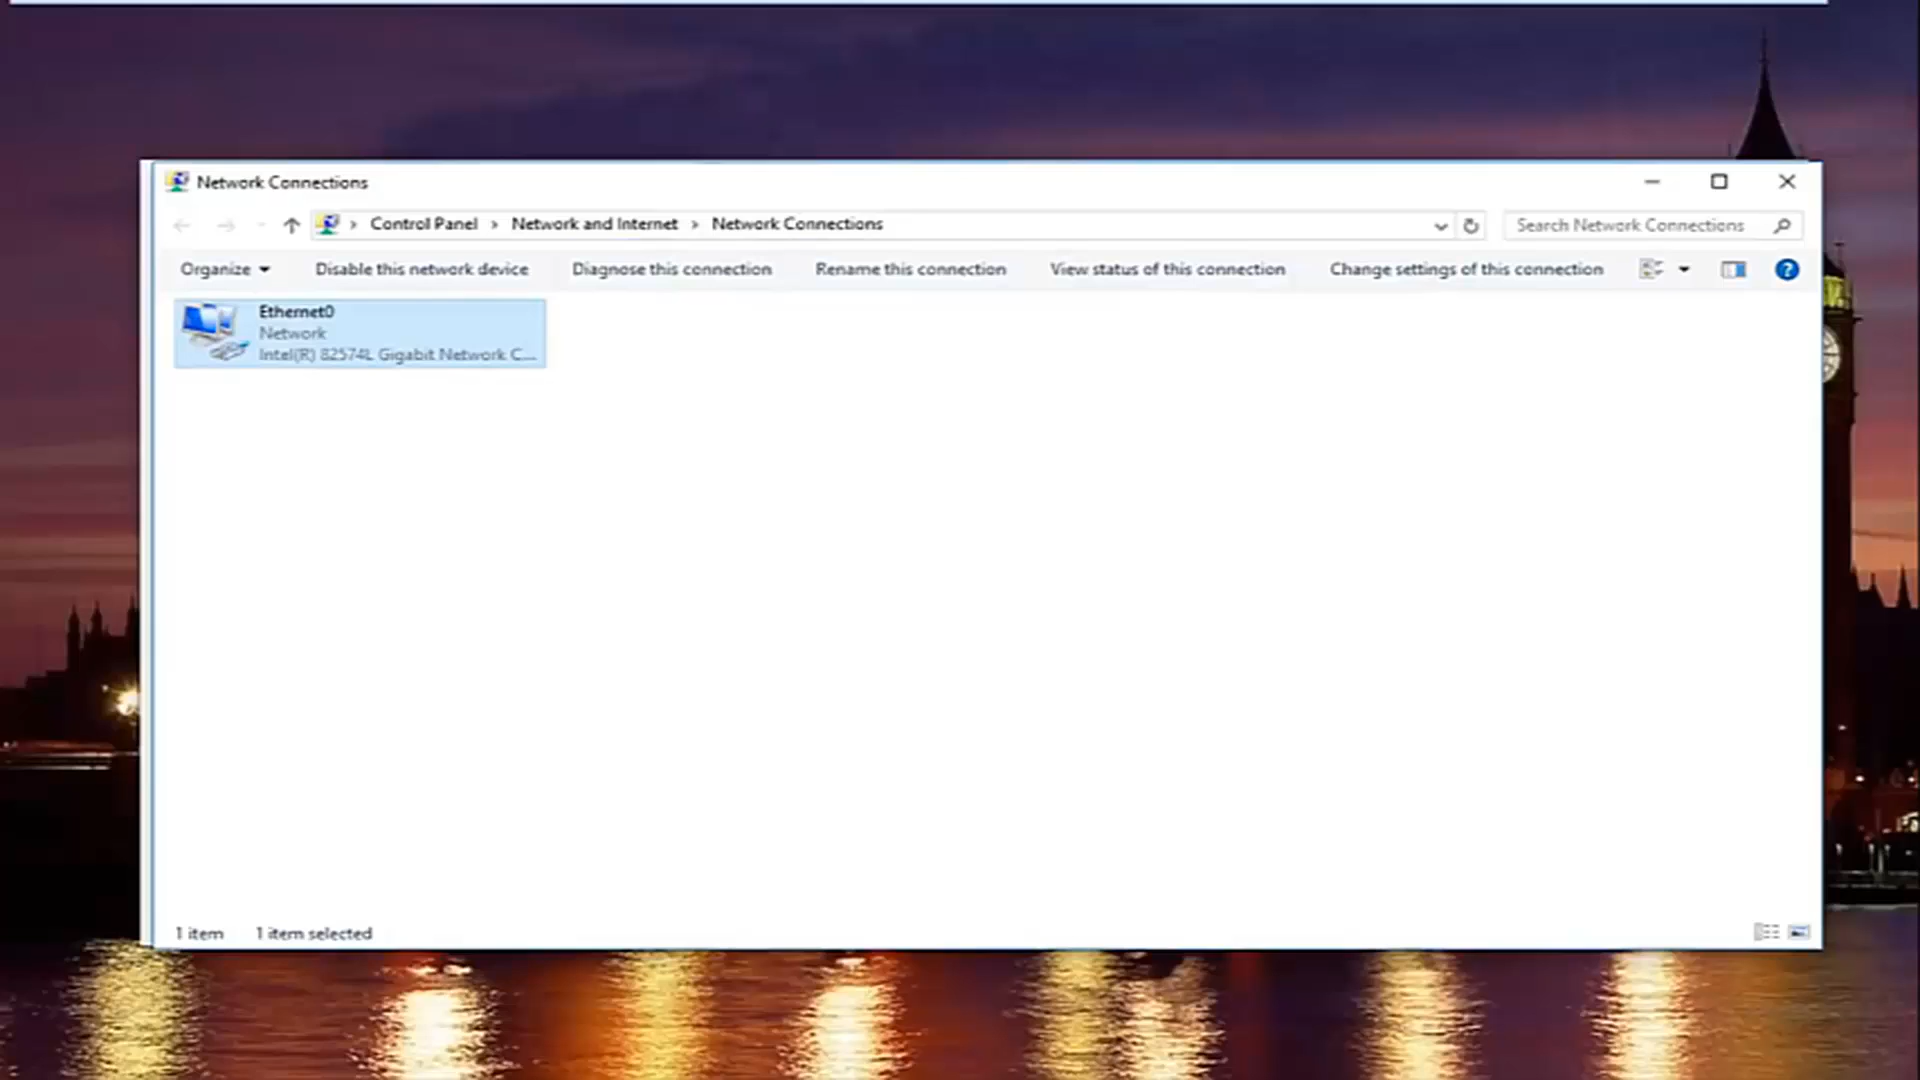 Network Connections
Control Panel > Network and Internet > Network Connections
Search Network Connections
Organize
Disable this network device
Diagnose this connection
Rename this connection
View status of this connection
Change settings of this connection
?
Ethernet0
Network
Intel(R) 82574L Gigabit Network C...
1 item
1 item selected